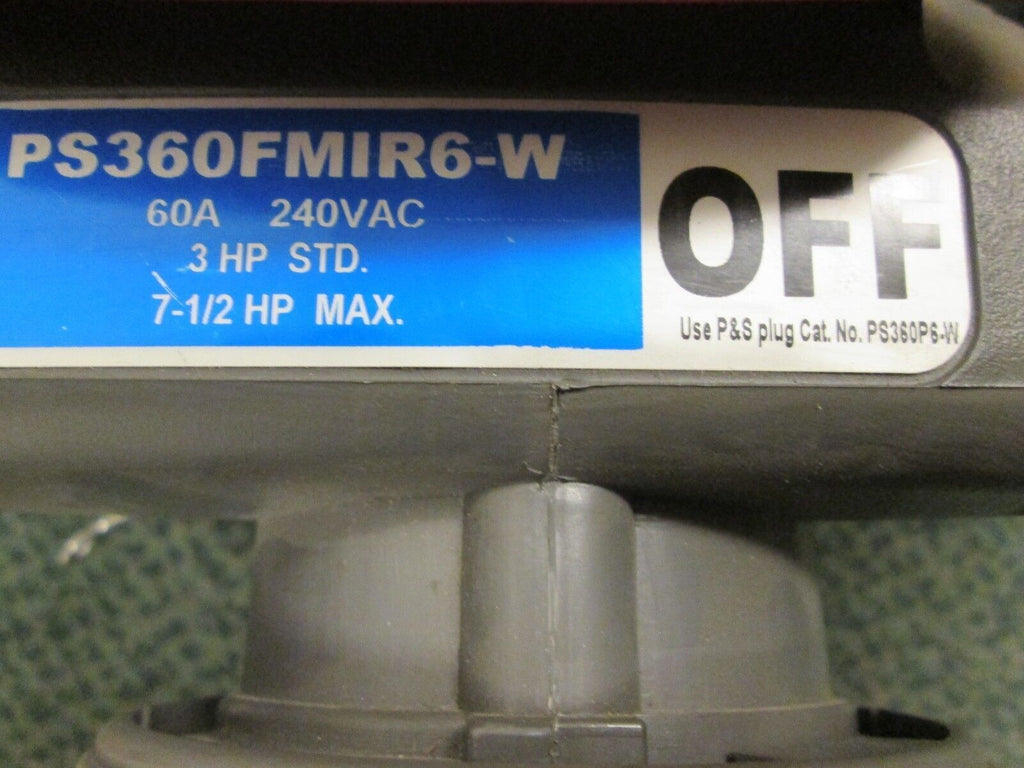 PS360FMIR6-W
60A 240VAC
3 HP STD.
7-1/2 HP MAX.
OFF
Use P&S plug Cat. No. PS360P6-W